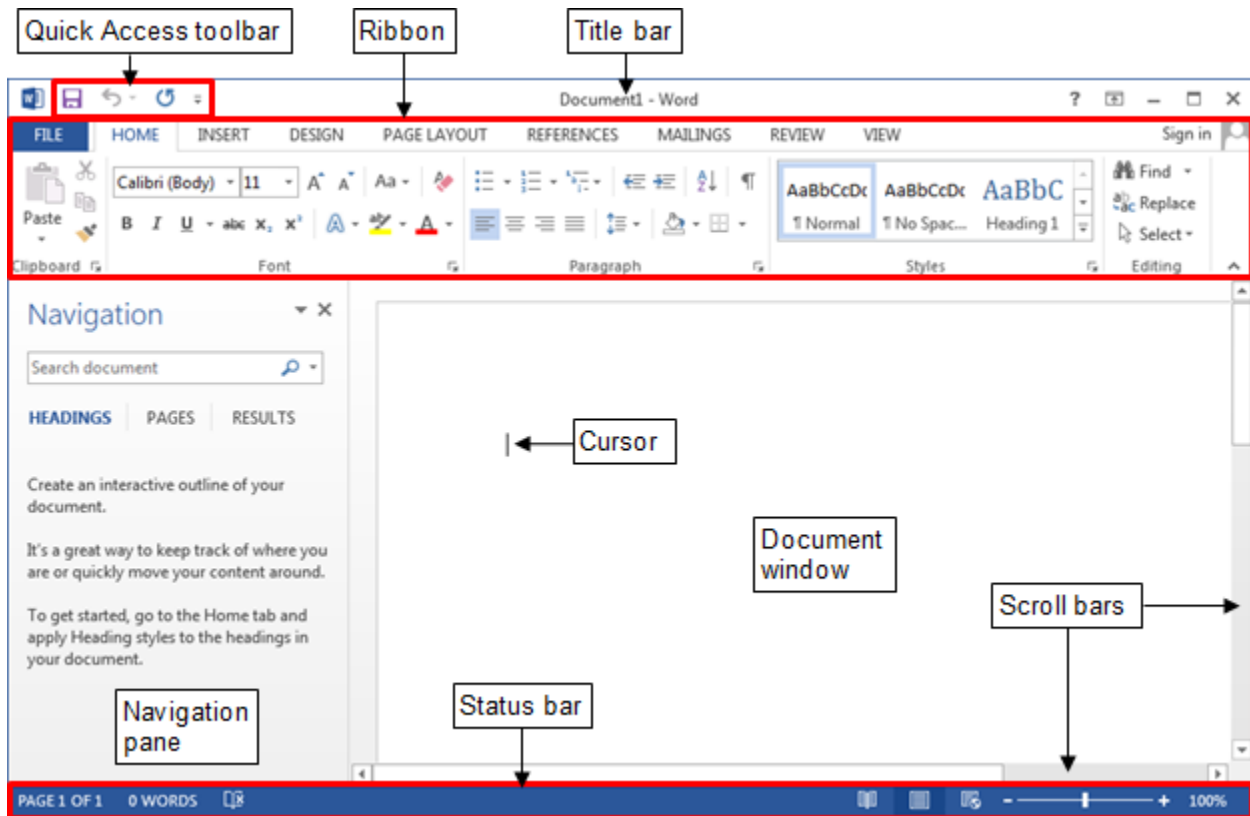 Quick Access toolbar
Ribbon
Title bar
Document1 - Word
?
FILE HOME INSERT DESIGN PAGE LAYOUT REFERENCES MAILINGS REVIEW VIEW Sign in
Calibri (Body) 11 A A Aa
AaBbCcDc AaBbCcDc AaBbC
Find
Replace
Paste
B I U abc X₂ X² A ab A
¶ Normal ¶ No Spac... Heading 1
Select
Clipboard Font Paragraph Styles Editing
Navigation
Search document
HEADINGS PAGES RESULTS
Cursor
Create an interactive outline of your
document.
It's a great way to keep track of where you
are or quickly move your content around.
To get started, go to the Home tab and
apply Heading styles to the headings in
your document.
Document
window
Scroll bars
Navigation
pane
Status bar
PAGE 1 OF 1 0 WORDS 100%